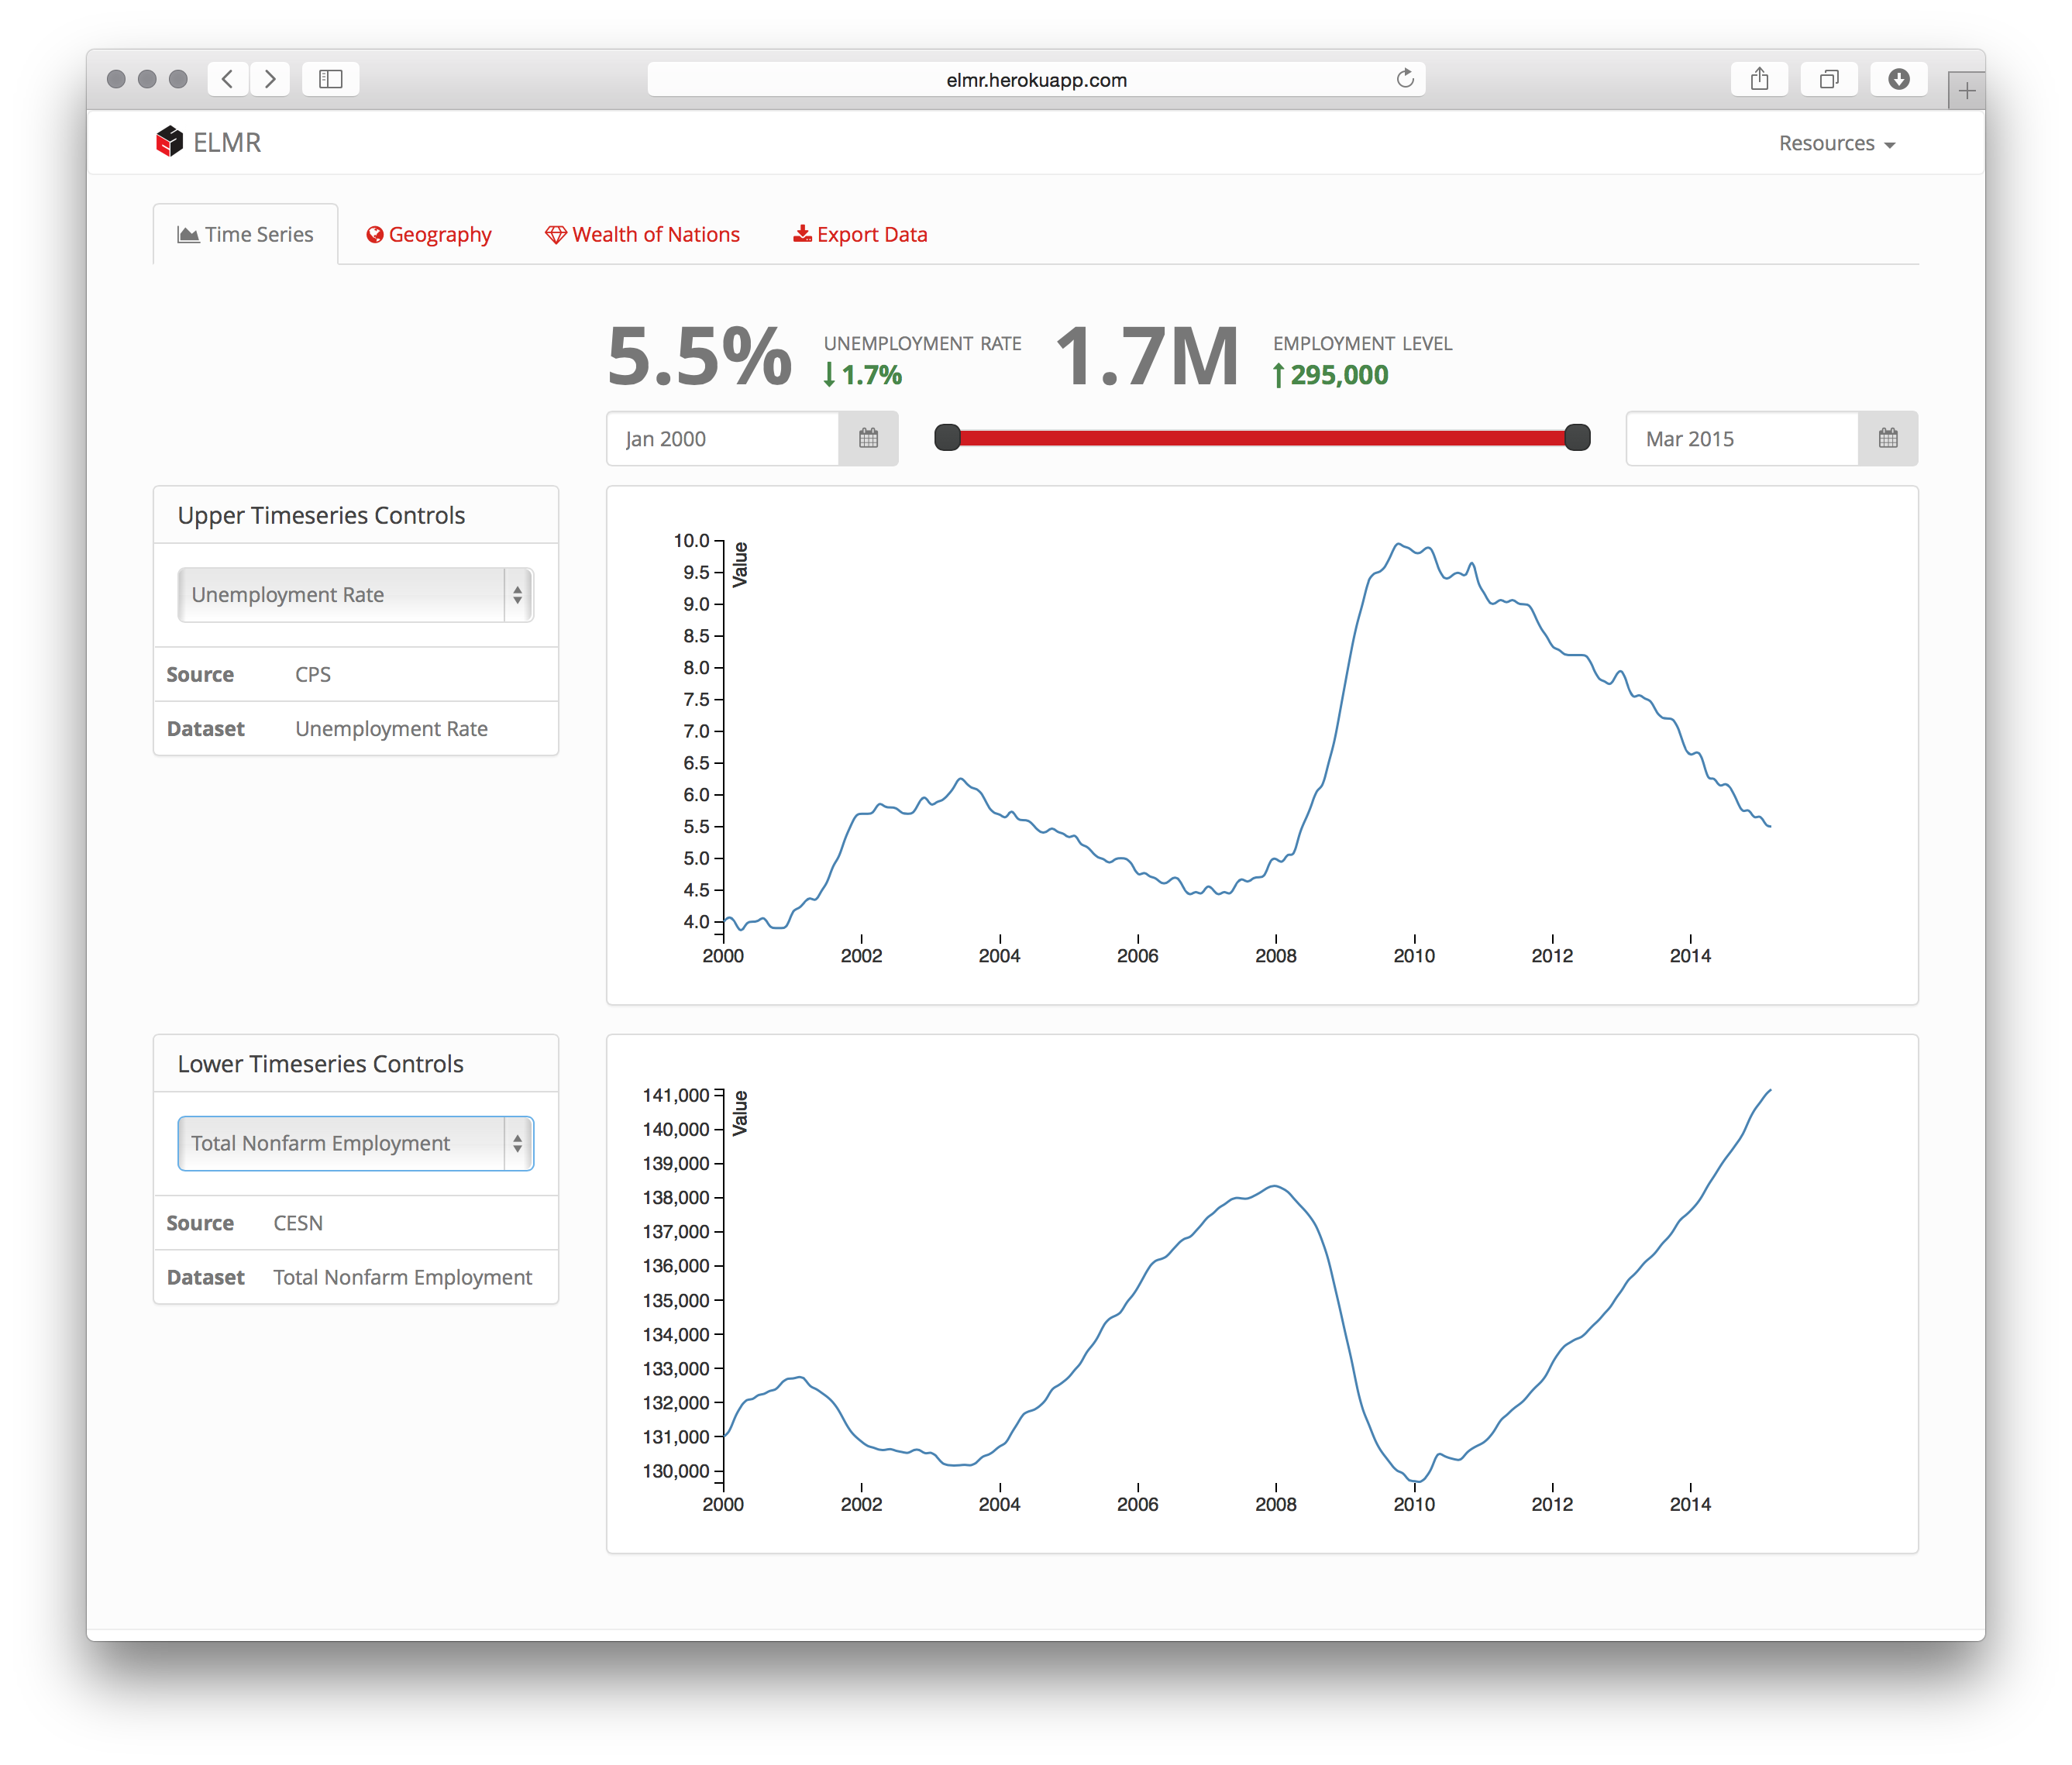 elmr.herokuapp.com
ELMR
Resources
Time Series
Geography
Wealth of Nations
Export Data
5.5%
UNEMPLOYMENT RATE
1.7%
1.7M
EMPLOYMENT LEVEL
295,000
Jan 2000
Mar 2015
Upper Timeseries Controls
Unemployment Rate
Source CPS
Dataset Unemployment Rate
Value
10.0
9.5
9.0
8.5
8.0
7.5
7.0
6.5
6.0
5.5
5.0
4.5
4.0
2000 2002 2004 2006 2008 2010 2012 2014
Lower Timeseries Controls
Total Nonfarm Employment
Source CESN
Dataset Total Nonfarm Employment
Value
141,000
140,000
139,000
138,000
137,000
136,000
135,000
134,000
133,000
132,000
131,000
130,000
2000 2002 2004 2006 2008 2010 2012 2014